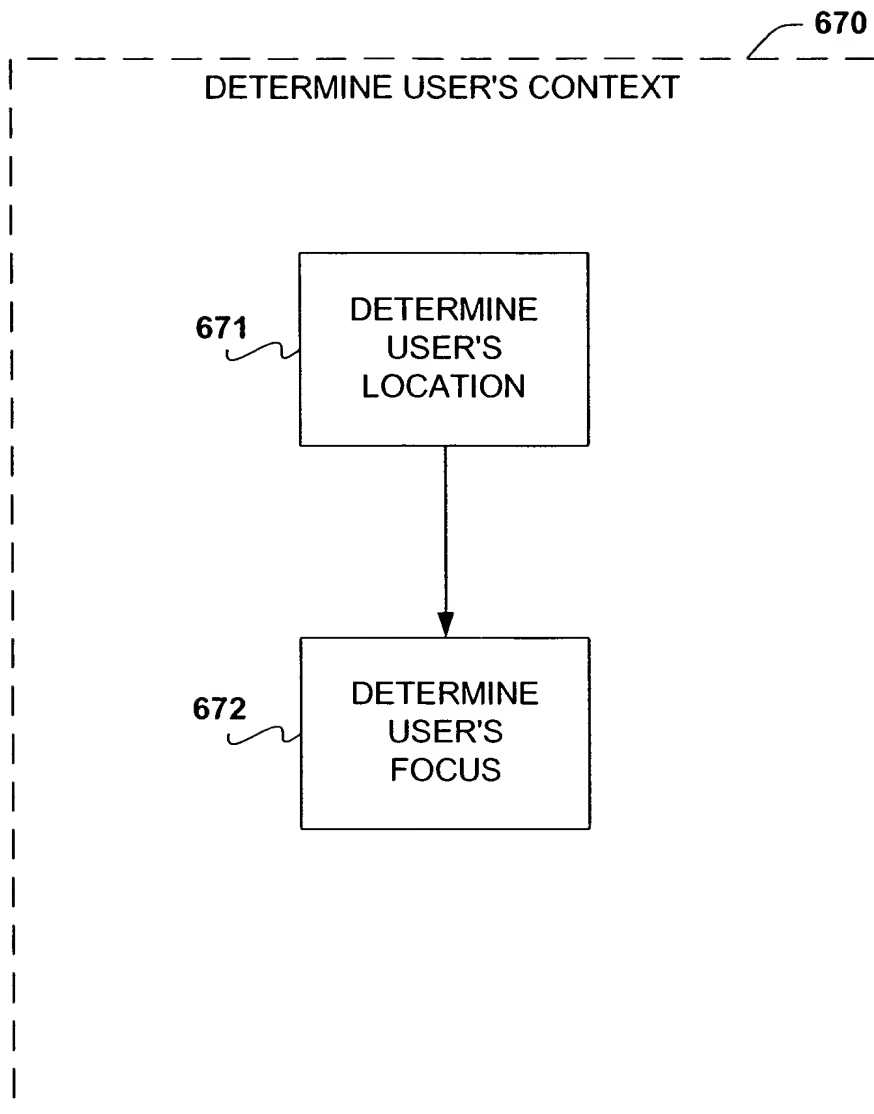 670
DETERMINE USER'S CONTEXT
671
DETERMINE
USER'S
LOCATION
672
DETERMINE
USER'S
FOCUS